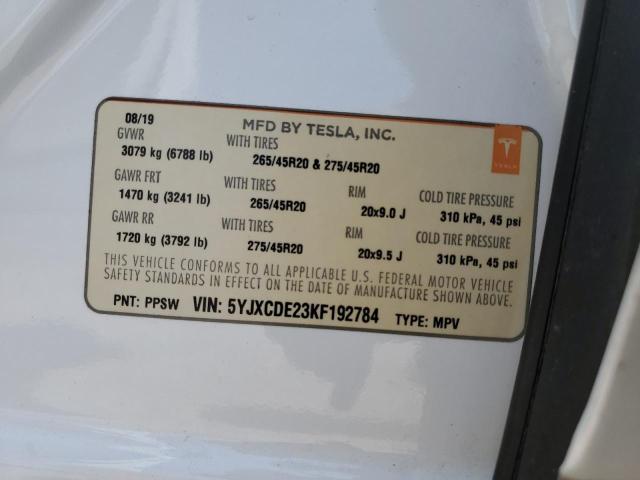 08/19 MFD BY TESLA, INC.
GVWR WITH TIRES
3079 kg (6788 lb) 265/45R20 & 275/45R20
GAWR FRT WITH TIRES RIM COLD TIRE PRESSURE
1470 kg (3241 lb) 265/45R20 20x9.0 J 310 kPa, 45 psi
GAWR RR WITH TIRES RIM COLD TIRE PRESSURE
1720 kg (3792 lb) 275/45R20 20x9.5 J 310 kPa, 45 psi
THIS VEHICLE CONFORMS TO ALL APPLICABLE U.S. FEDERAL MOTOR VEHICLE
SAFETY STANDARDS IN EFFECT ON THE DATE OF MANUFACTURE SHOWN ABOVE.
PNT: PPSW VIN: 5YJXCDE23KF192784 TYPE: MPV
TESLA